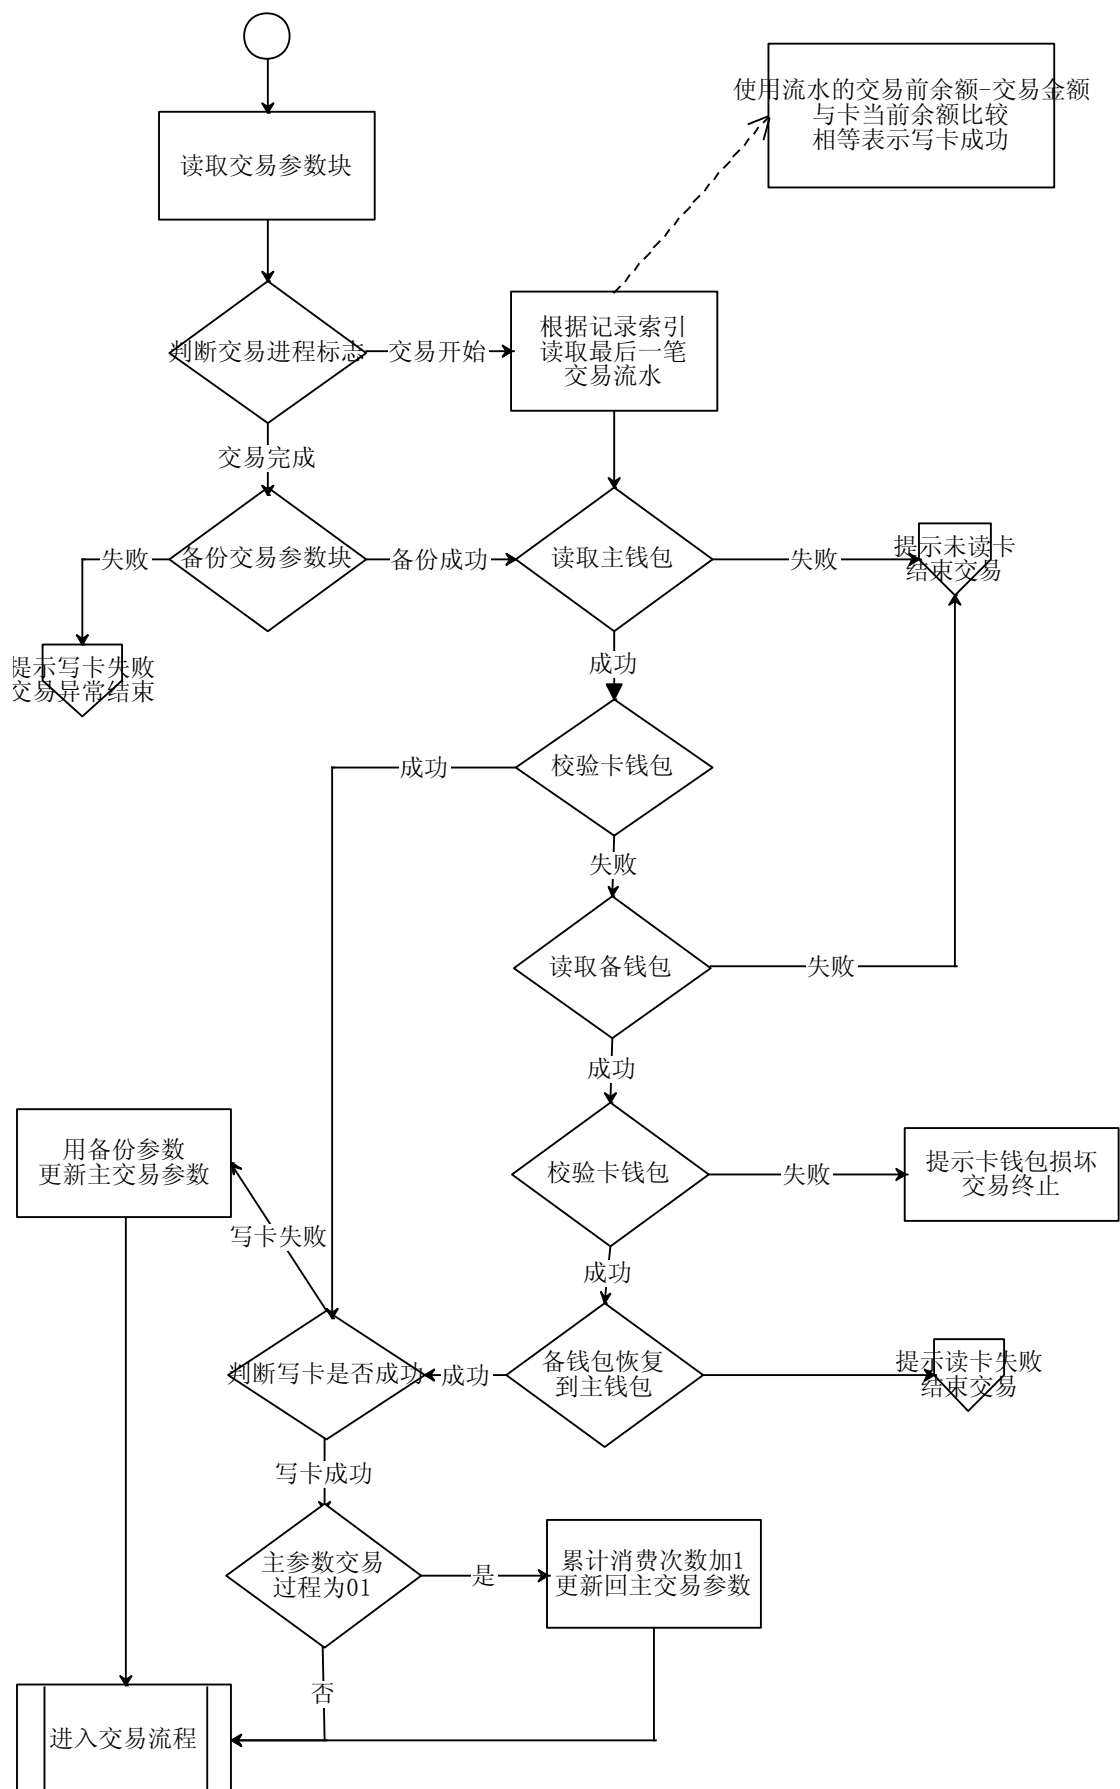 使用流水的交易前余额-交易金额
与卡当前余额比较
相等表示写卡成功
读取交易参数块
根据记录索引
读取最后一笔
交易流水
判断交易进程标志
交易开始
交易完成
失败
备份交易参数块
备份成功
读取主钱包
失败
提示未读卡
结束交易
提示写卡失败
交易异常结束
成功
成功
校验卡钱包
失败
读取备钱包
失败
成功
用备份参数
更新主交易参数
校验卡钱包
失败
提示卡钱包损坏
交易终止
写卡失败
成功
判断写卡是否成功
成功
备钱包恢复
到主钱包
提示读卡失败
结束交易
写卡成功
主参数交易
过程为01
是
累计消费次数加1
更新回主交易参数
否
进入交易流程